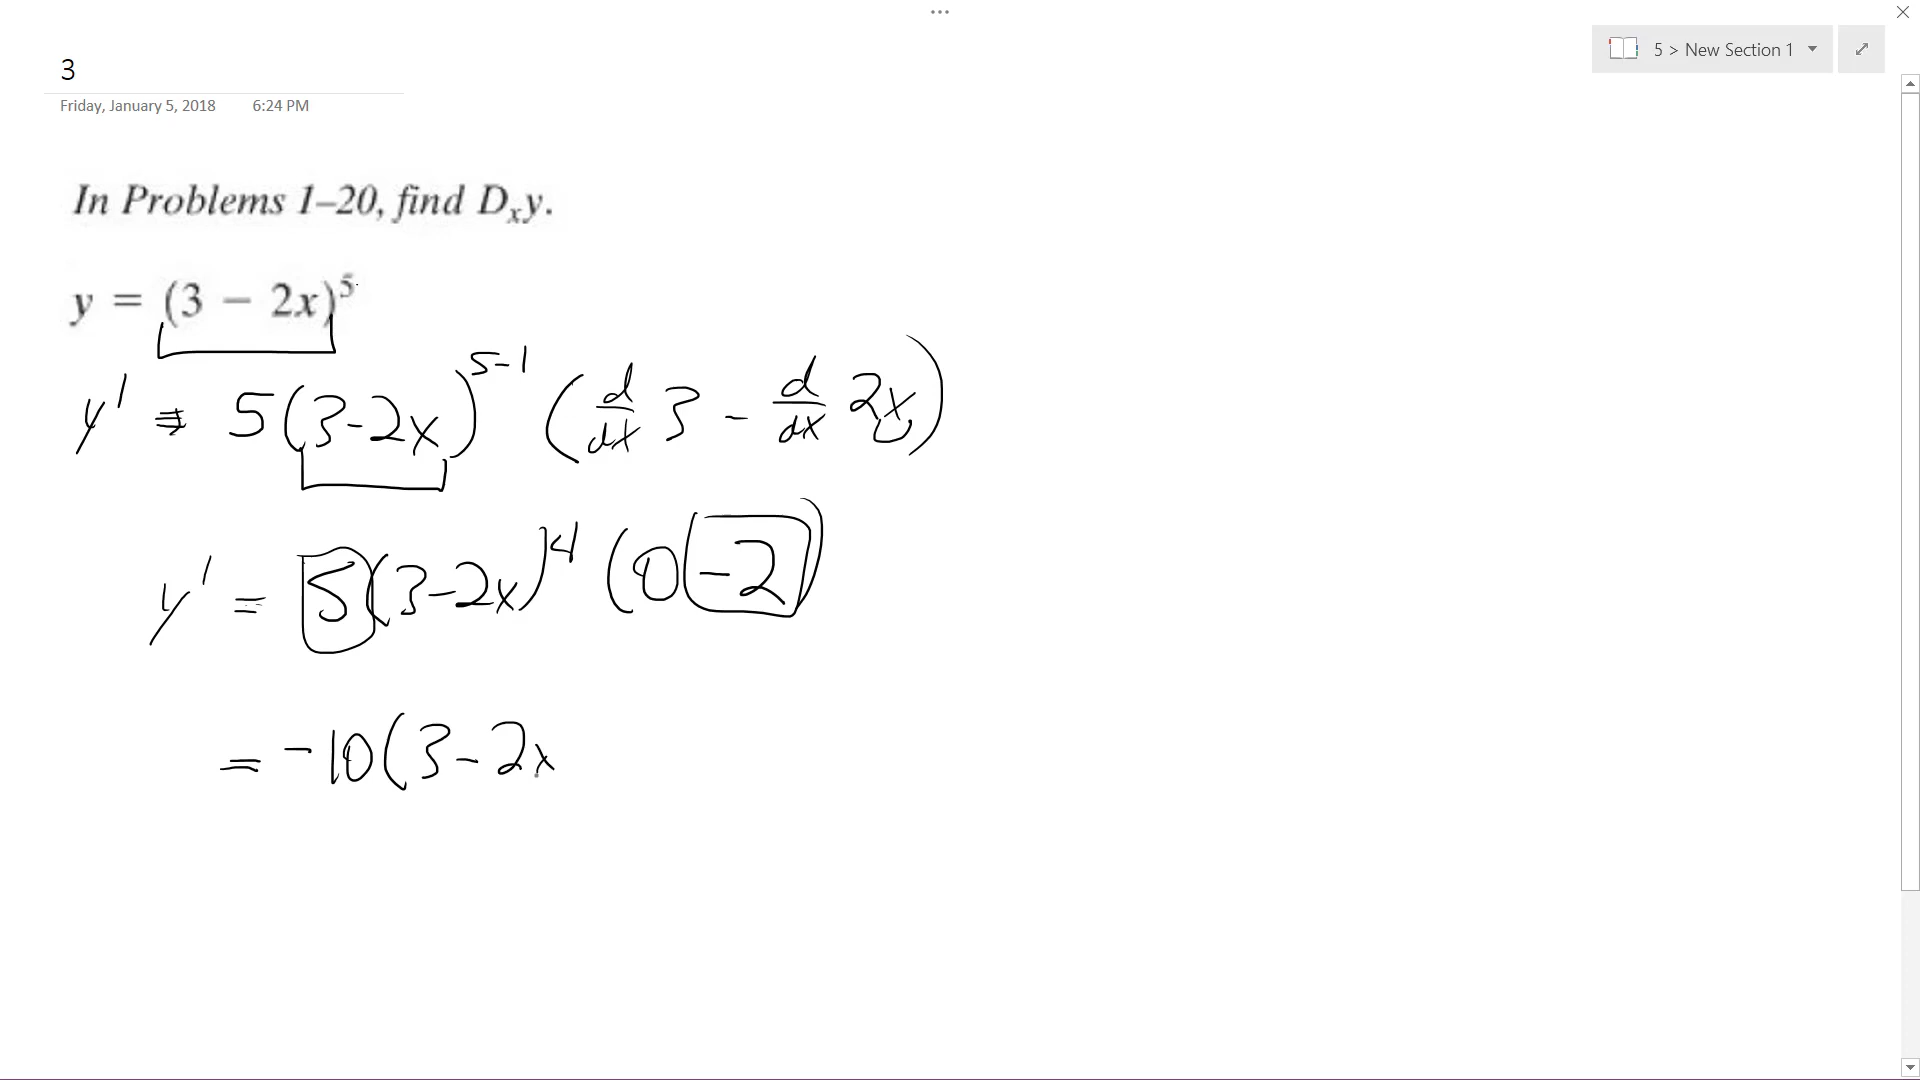 ...
5 > New Section 1
3
Friday, January 5, 2018 6:24 PM
In Problems 1–20, find Dₓy.
y = (3 − 2x)⁵
y' = 5(3-2x)⁵⁻¹ (d/dx 3 - d/dx 2x)
y' = 5(3-2x)⁴ (0-2)
= -10(3-2x